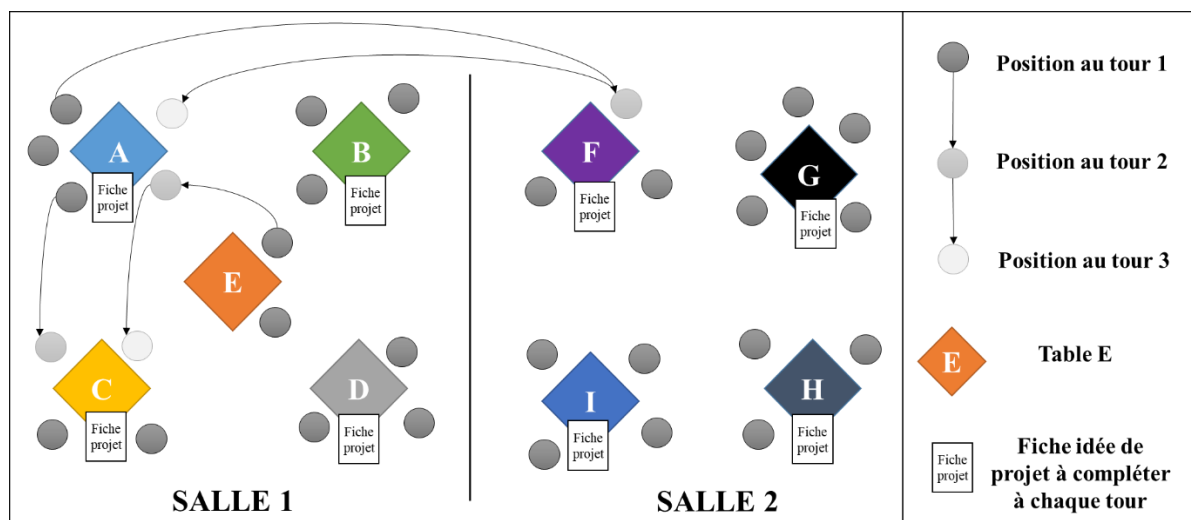 A
Fiche
projet
B
Fiche
projet
E
C
Fiche
projet
D
Fiche
projet
SALLE 1
F
Fiche
projet
G
Fiche
projet
I
Fiche
projet
H
Fiche
projet
SALLE 2
Position au tour 1
Position au tour 2
Position au tour 3
E
Table E
Fiche
projet
Fiche idée de
projet à compléter
à chaque tour